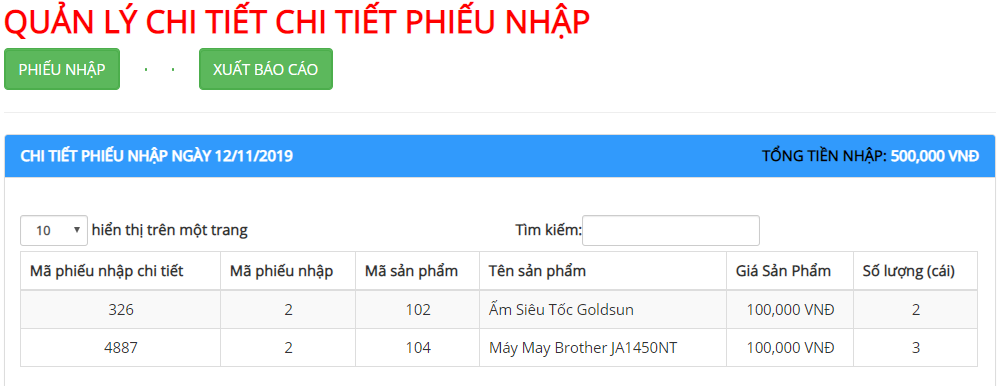 QUẢN LÝ CHI TIẾT CHI TIẾT PHIẾU NHẬP
PHIẾU NHẬP · · XUẤT BÁO CÁO
CHI TIẾT PHIẾU NHẬP NGÀY 12/11/2019 TỔNG TIỀN NHẬP: 500,000 VNĐ
10 hiển thị trên một trang Tìm kiếm:
Mã phiếu nhập chi tiết Mã phiếu nhập Mã sản phẩm Tên sản phẩm Giá Sản Phẩm Số lượng (cái)
326 2 102 Ấm Siêu Tốc Goldsun 100,000 VNĐ 2
4887 2 104 Máy May Brother JA1450NT 100,000 VNĐ 3